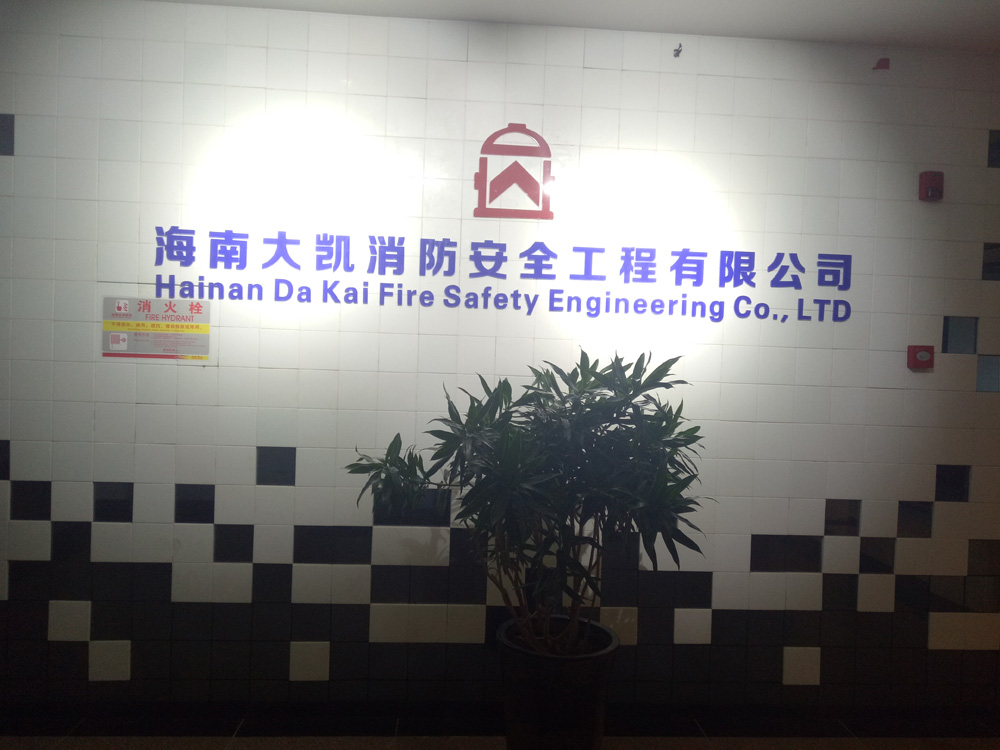 海南大凯消防安全工程有限公司
Hainan Da Kai Fire Safety Engineering Co., LTD
消火栓
FIRE HYDRANT